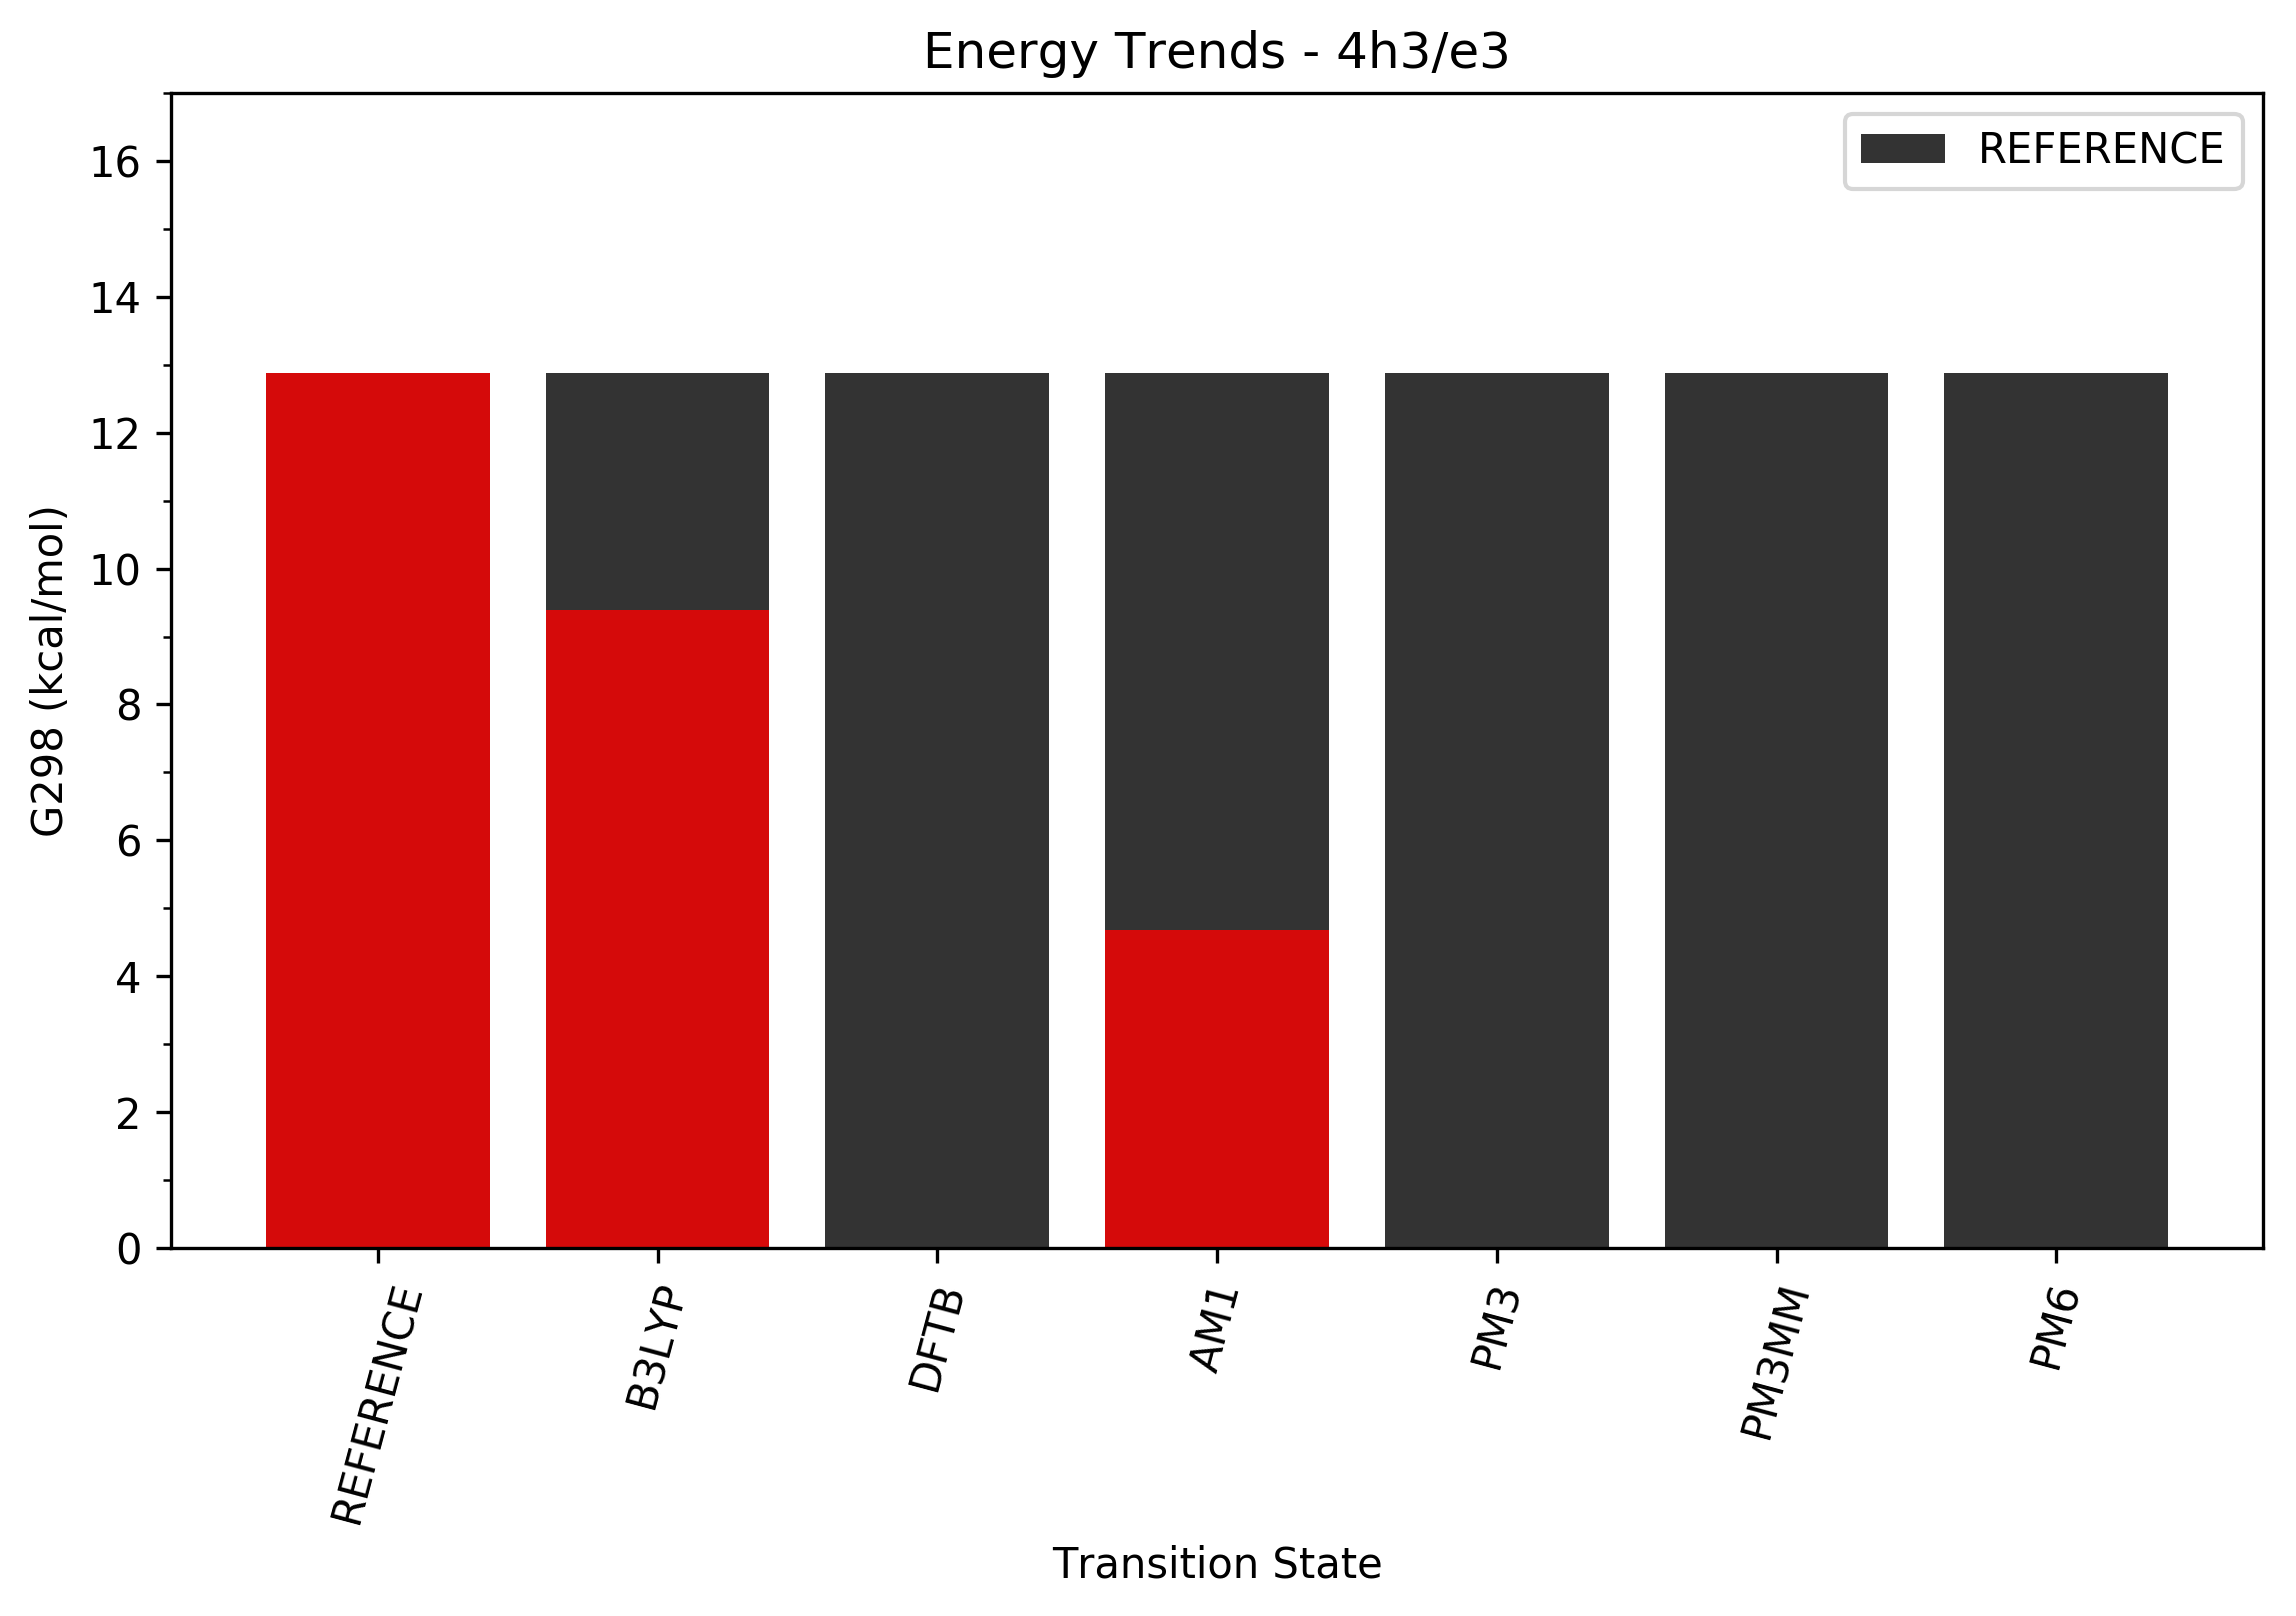 Energy Trends - 4h3/e3
REFERENCE
G298 (kcal/mol)
16
14
12
10
8
6
4
2
0
REFERENCE
B3LYP
DFTB
AM1
PM3
PM3MM
PM6
Transition State